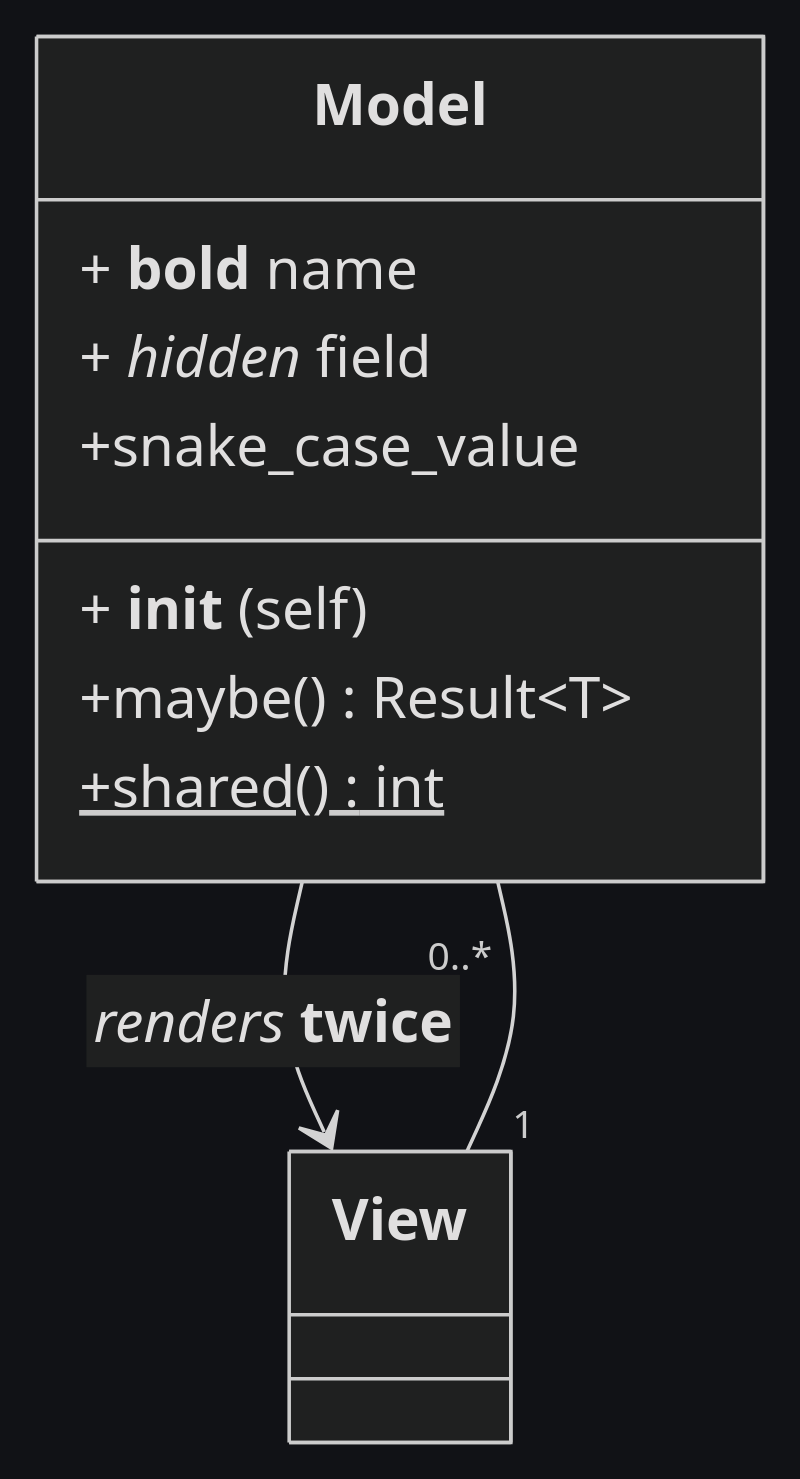 Model
+ bold name
+ hidden field
+snake_case_value
+ init (self)
+maybe() : Result<T>
+shared() : int
0..*
renders twice
1
View